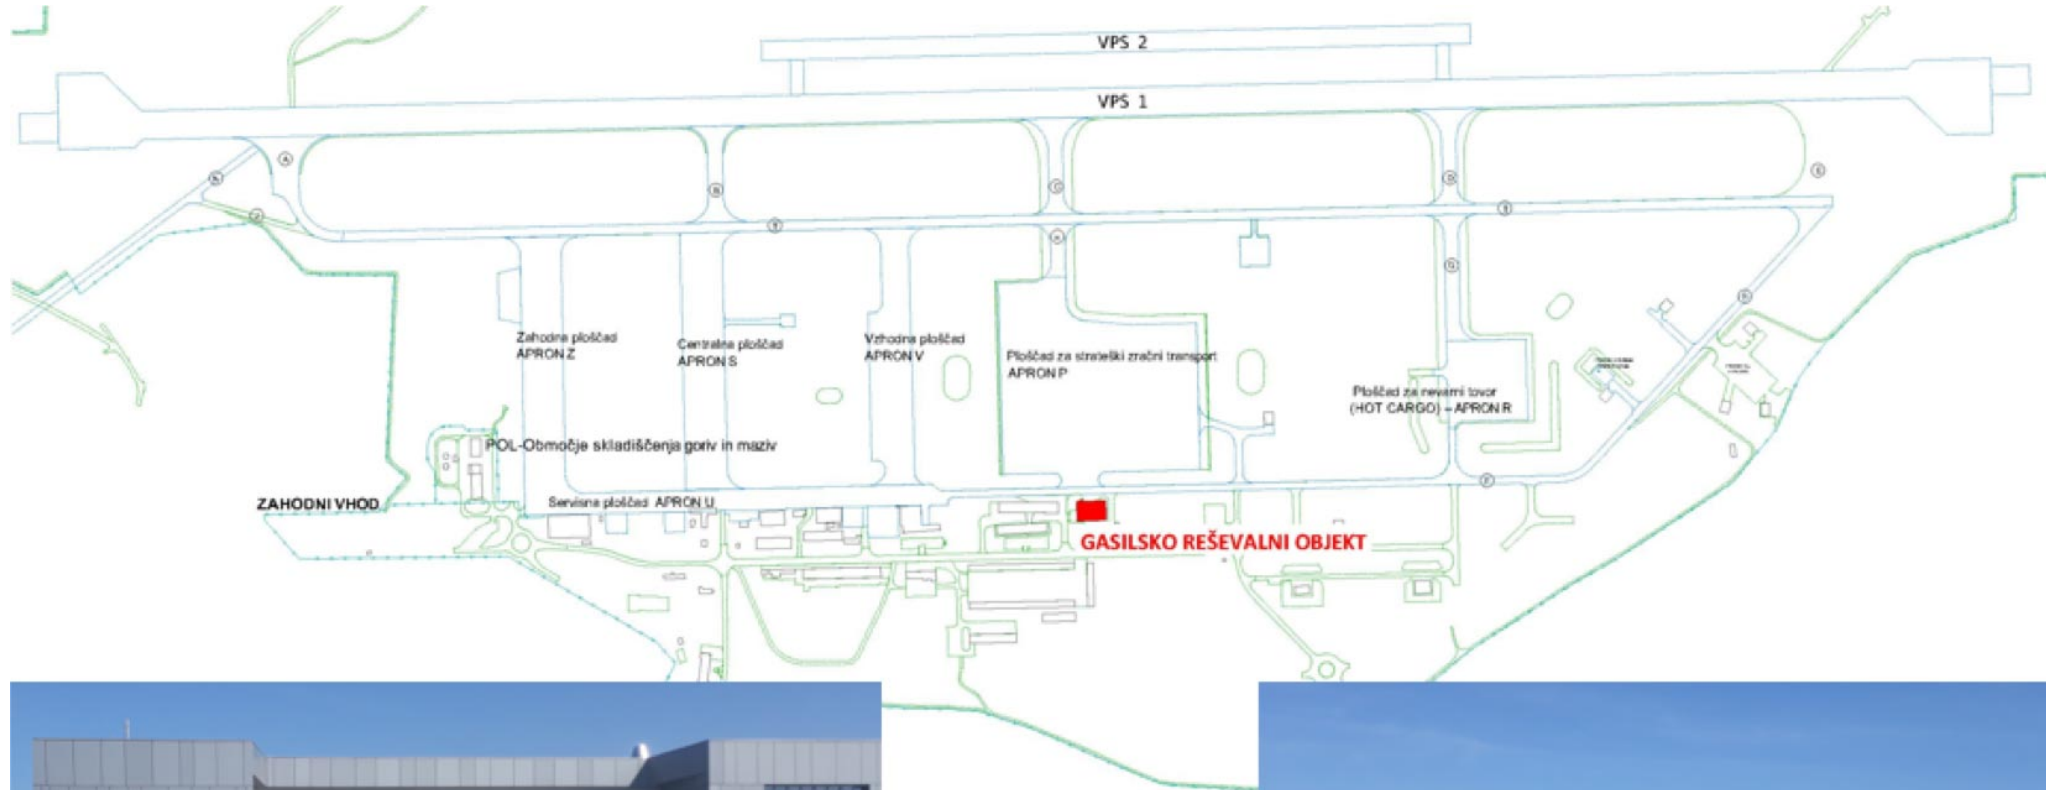 VPS 2
VPS 1
A
B
C
D
E
J
Zahodna ploščad
APRON Z
Centralna ploščad
APRON S
Vzhodna ploščad
APRON V
Ploščad za strateški zračni transport
APRON P
Ploščad za nevarni tovor
(HOT CARGO) – APRON R
POL-Območje skladiščenja goriv in maziv
ZAHODNI VHOD
Servisna ploščad APRON U
F
GASILSKO REŠEVALNI OBJEKT